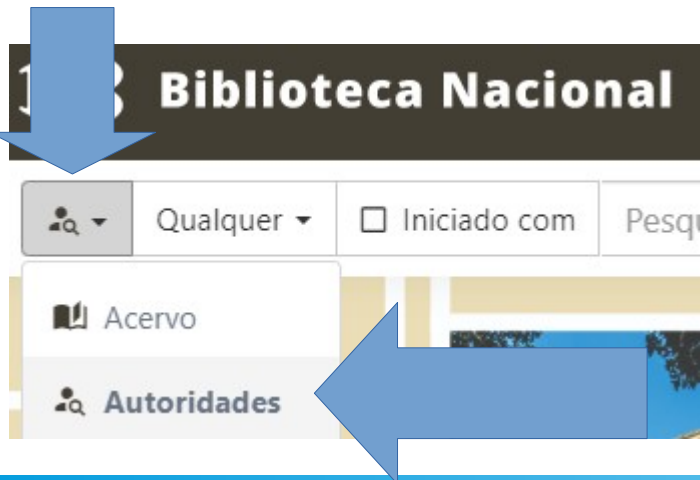 Biblioteca Nacional
Qualquer Iniciado com
Acervo
Autoridades